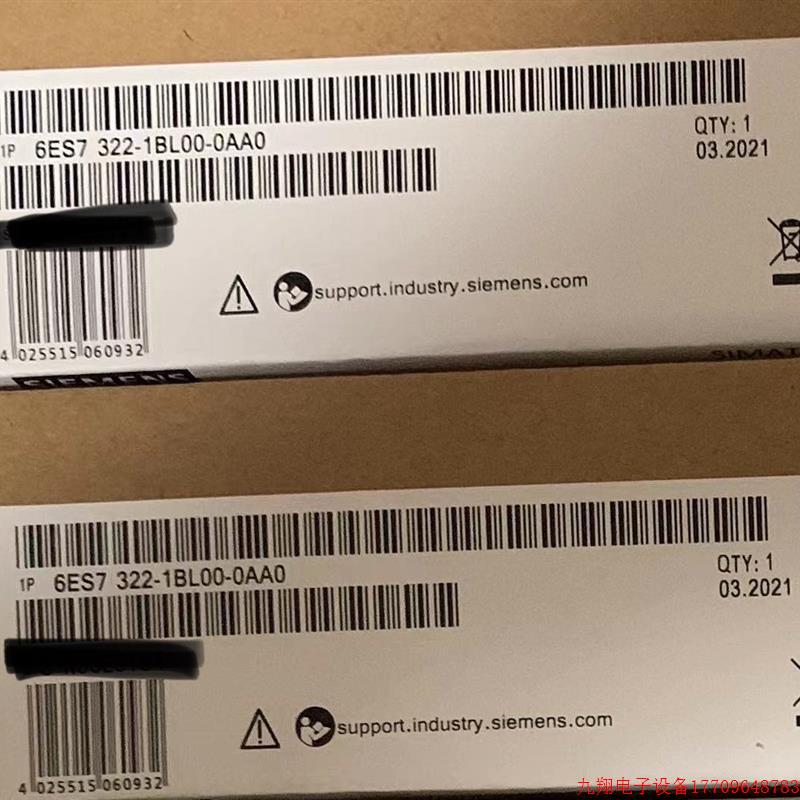 1P 6ES7 322-1BL00-0AA0
QTY: 1
03.2021
support.industry.siemens.com
4 025515 060932
SIEMENS
SIMAT
1P 6ES7 322-1BL00-0AA0
QTY: 1
03.2021
support.industry.siemens.com
4 025515 060932
九翔电子设备17709648783